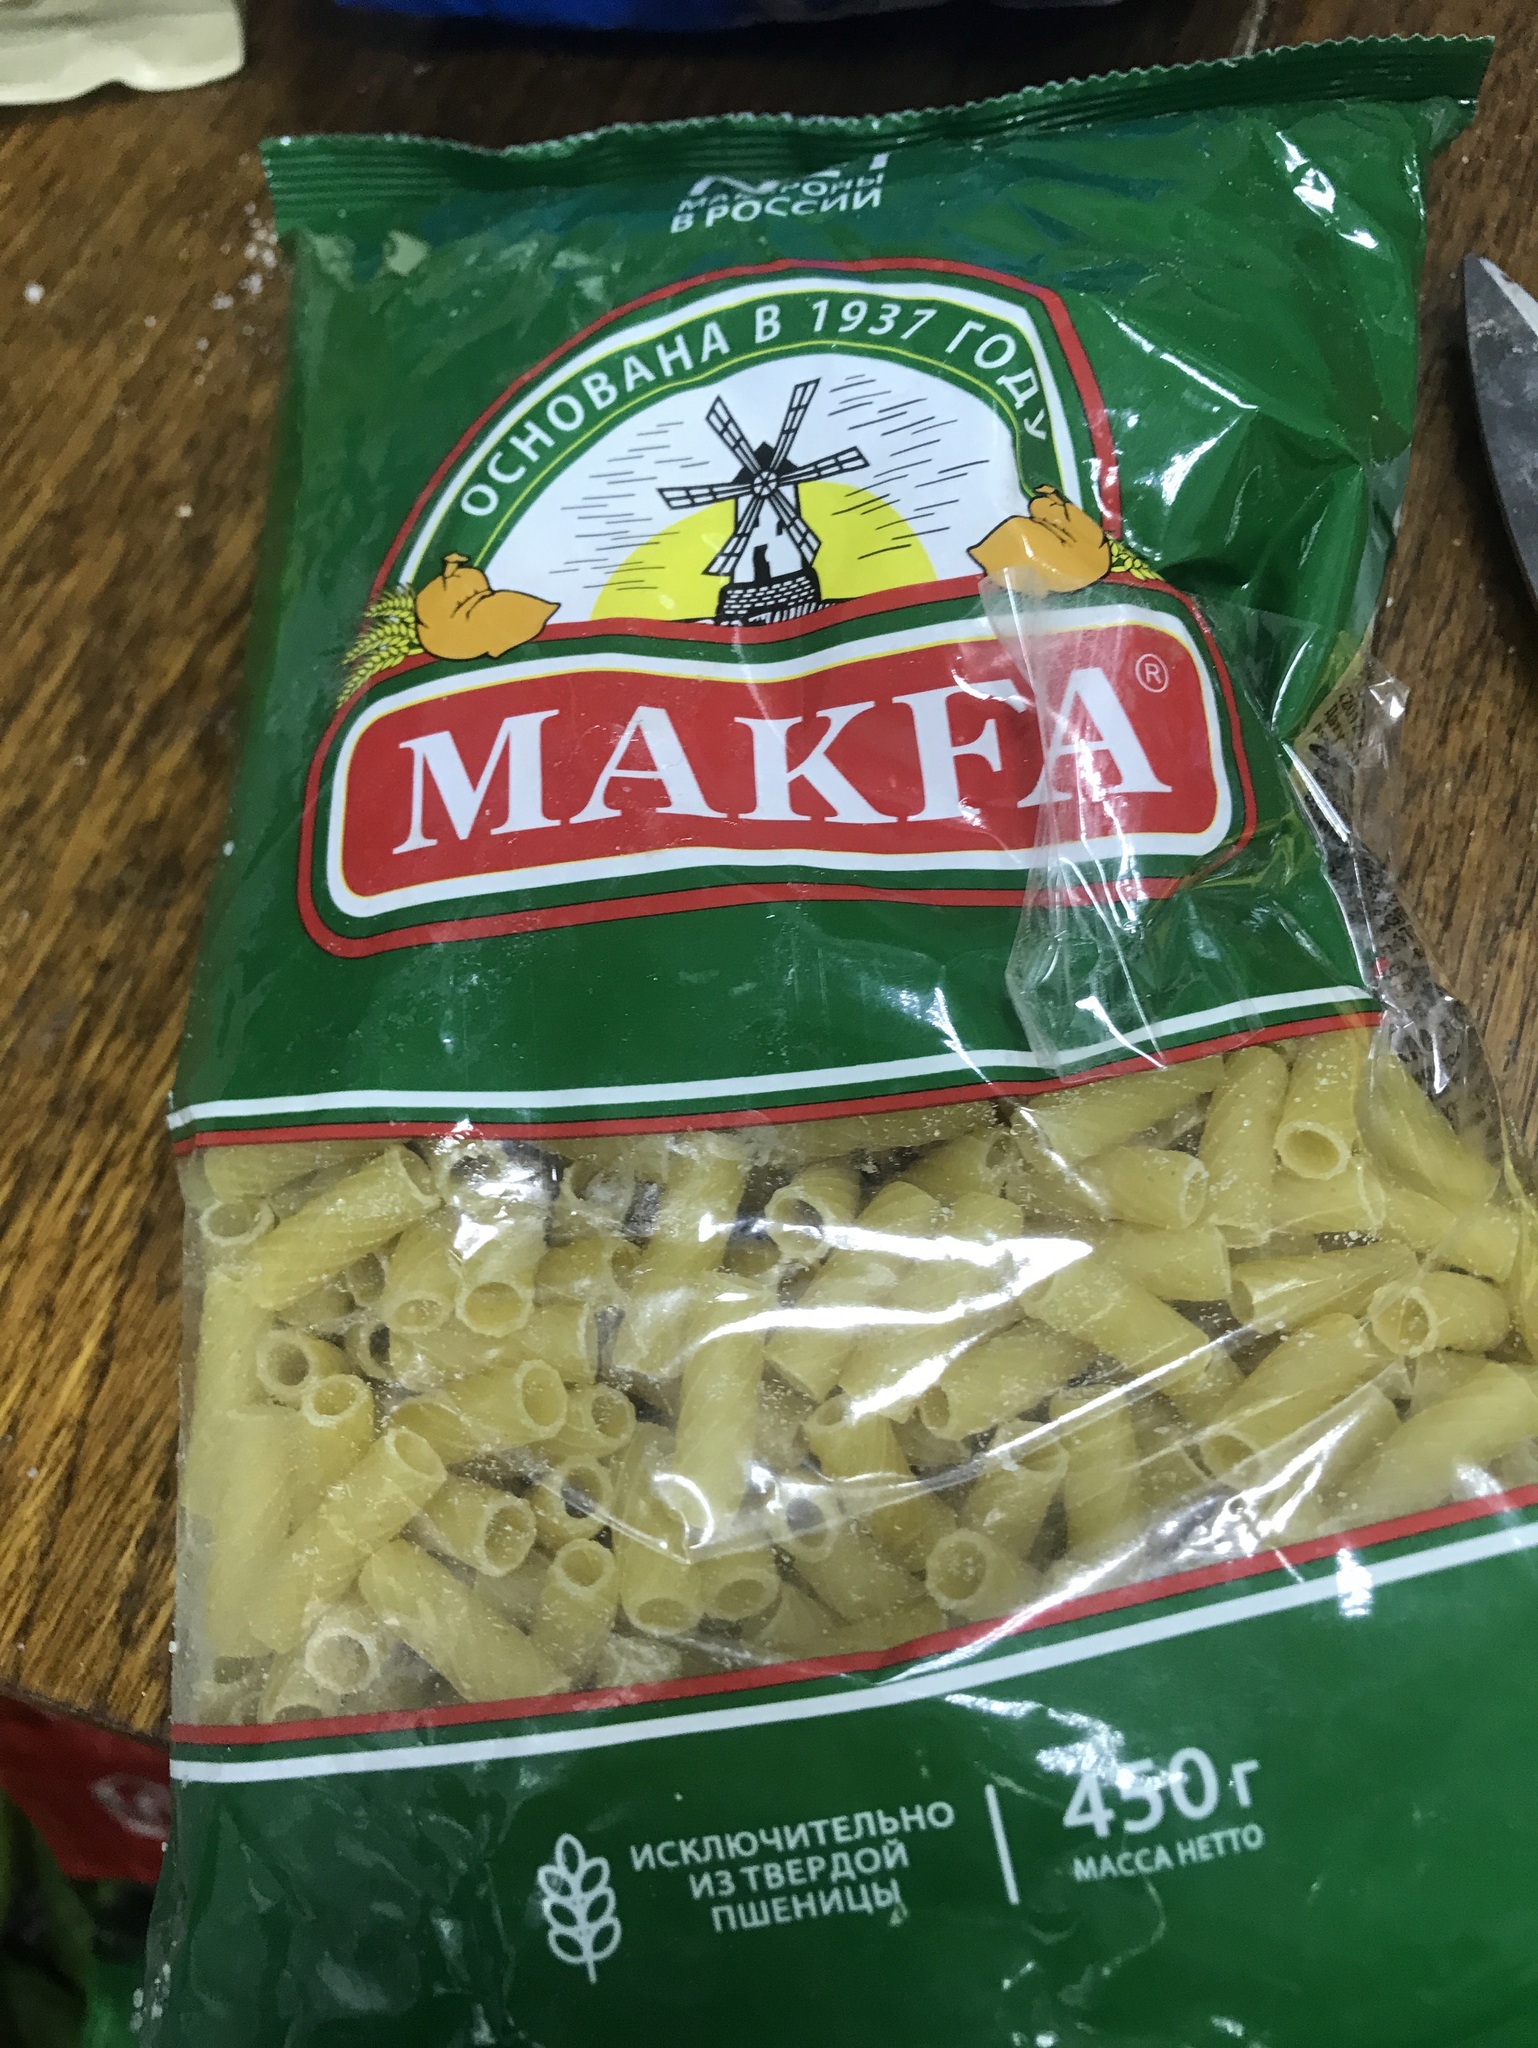 МАКАРОНЫ
В РОССИИ
ОСНОВАНА В 1937 ГОДУ
MAKFA®
ИСКЛЮЧИТЕЛЬНО
ИЗ ТВЕРДОЙ
ПШЕНИЦЫ
450 г
МАССА НЕТТО